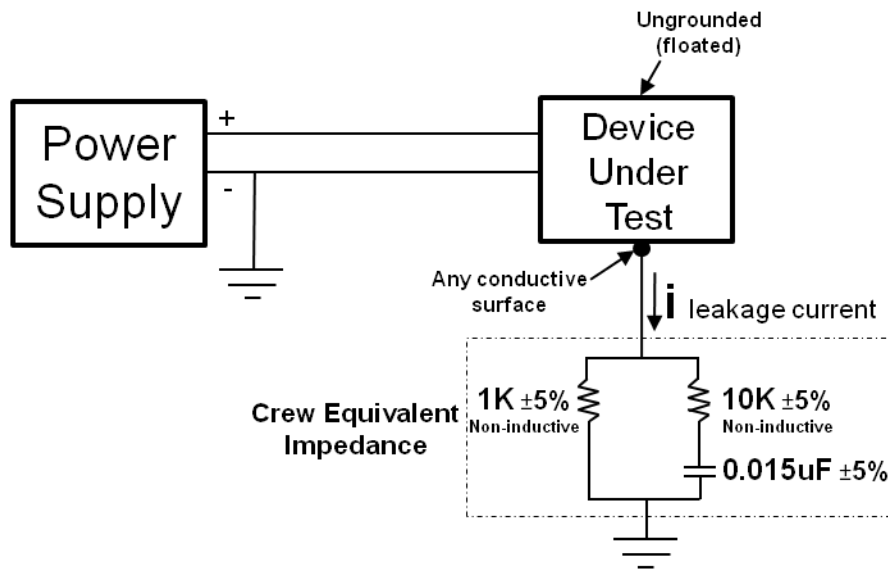 Ungrounded
(floated)
Power
Supply
+
-
Device
Under
Test
Any conductive
surface
i leakage current
Crew Equivalent
Impedance
1K ±5%
Non-inductive
10K ±5%
Non-inductive
0.015uF ±5%